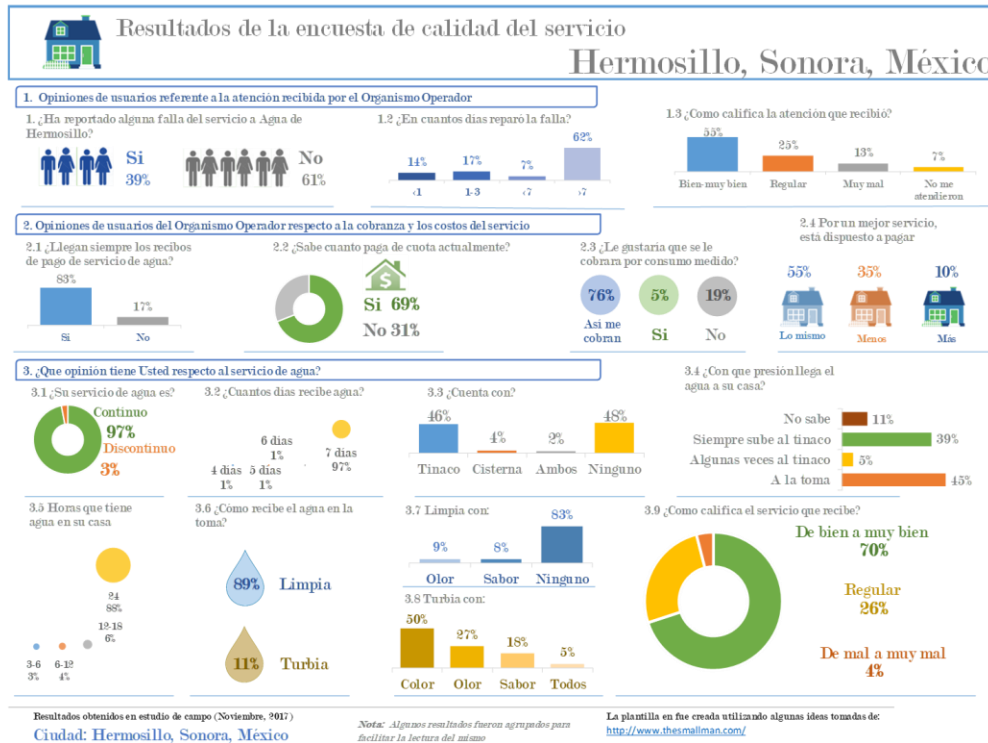 Resultados de la encuesta de calidad del servicio
Hermosillo, Sonora, México
1. Opiniones de usuarios referente a la atención recibida por el Organismo Operador
1. ¿Ha reportado alguna falla del servicio a Agua de
Hermosillo?
Si
39%
No
61%
1.2 ¿En cuantos dias reparó la falla?
14%
17%
7%
62%
<1
1-3
<7
>7
1.3 ¿Como califica la atención que recibió?
55%
25%
13%
7%
Bien-muy bien
Regular
Muy mal
No me
atendieron
2. Opiniones de usuarios del Organismo Operador respecto a la cobranza y los costos del servicio
2.1 ¿Llegan siempre los recibos
de pago de servicio de agua?
83%
17%
Si
No
2.2 ¿Sabe cuanto paga de cuota actualmente?
$
Si 69%
No 31%
2.3 ¿Le gustaria que se le
cobrara por consumo medido?
76%
5%
19%
Asi me
cobran
Si
No
2.4 Por un mejor servicio,
está dispuesto a pagar
55%
35%
10%
Lo mismo
Menos
Más
3. ¿Que opinión tiene Usted respecto al servicio de agua?
3.1 ¿Su servicio de agua es?
Continuo
97%
Discontinuo
3%
3.2 ¿Cuantos dias recibe agua?
6 dias
1%
7 dias
97%
4 diás
1%
5 días
1%
3.3 ¿Cuenta con?
46%
4%
2%
48%
Tinaco
Cisterna
Ambos
Ninguno
3.4 ¿Con que presión llega el
agua a su casa?
No sabe
11%
Siempre sube al tinaco
39%
Algunas veces al tinaco
5%
A la toma
45%
3.5 Horas que tiene
agua en su casa
24
88%
12-18
6%
3-6
3%
6-12
4%
3.6 ¿Cómo recibe el agua en la
toma?
89%
Limpia
11%
Turbia
3.7 Limpia con:
9%
8%
83%
Olor
Sabor
Ninguno
3.8 Turbia con:
50%
27%
18%
5%
Color
Olor
Sabor
Todos
3.9 ¿Como califica el servicio que recibe?
De bien a muy bien
70%
Regular
26%
De mal a muy mal
4%
Resultados obtenidos en estudio de campo (Noviembre, 2017)
Ciudad: Hermosillo, Sonora, México
Nota: Algunos resultados fueron agrupados para
facilitar la lectura del mismo
La plantilla en fue creada utilizando algunas ideas tomadas de:
http://www.thesmallman.com/